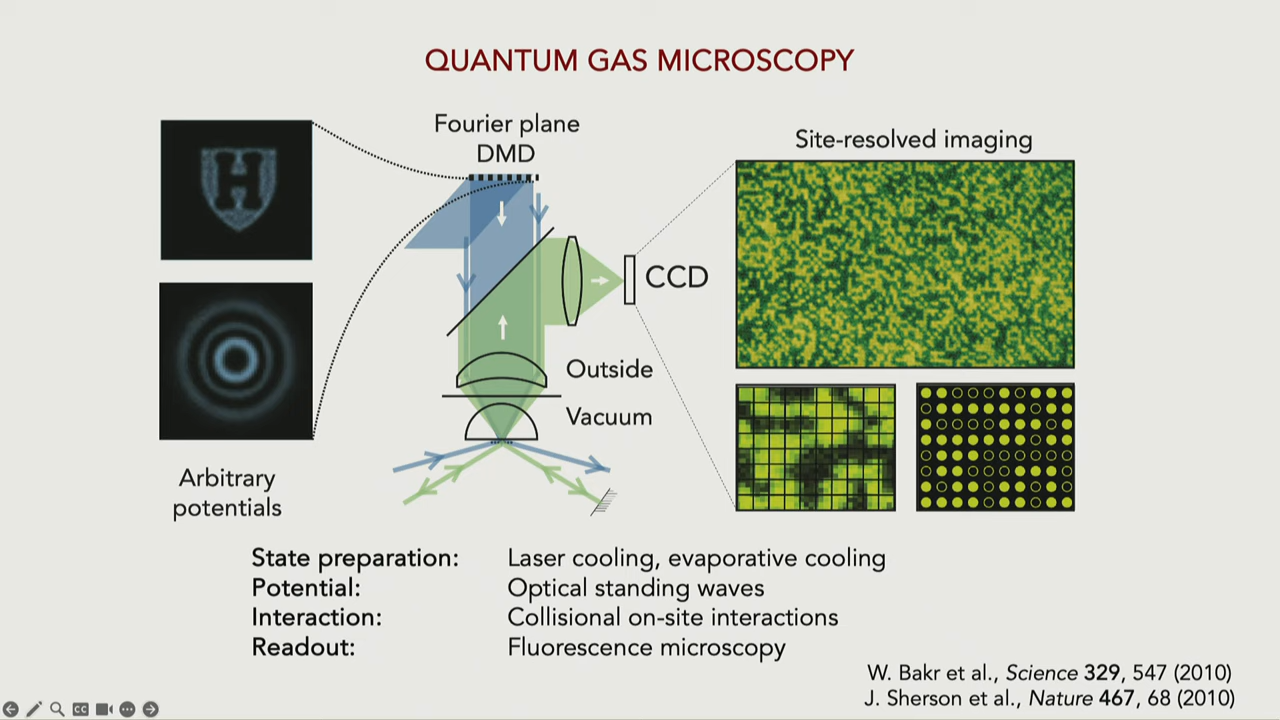 QUANTUM GAS MICROSCOPY
Fourier plane
DMD
Site-resolved imaging
CCD
Outside
Vacuum
Arbitrary
potentials
State preparation: Laser cooling, evaporative cooling
Potential: Optical standing waves
Interaction: Collisional on-site interactions
Readout: Fluorescence microscopy
W. Bakr et al., Science 329, 547 (2010)
J. Sherson et al., Nature 467, 68 (2010)
H
CC